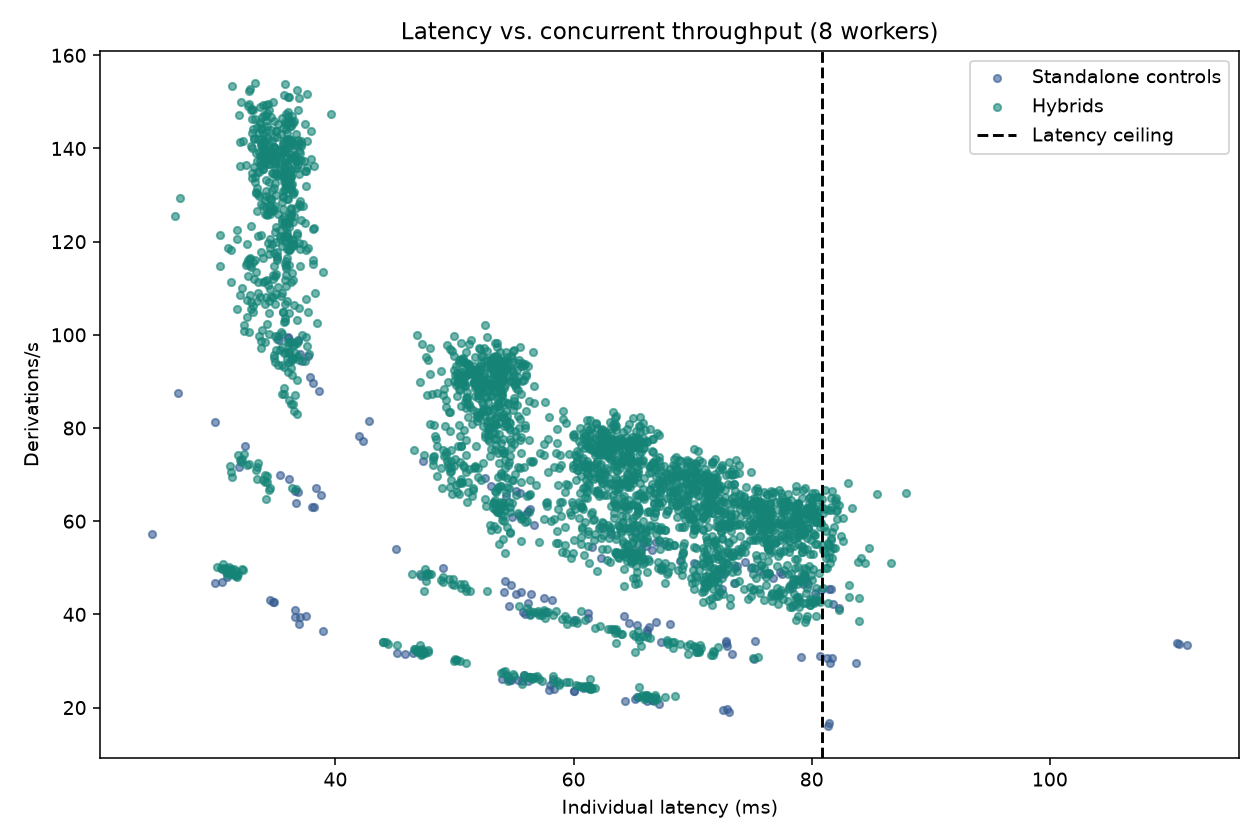 Latency vs. concurrent throughput (8 workers)
Standalone controls
Hybrids
Latency ceiling
Derivations/s
160
140
120
100
80
60
40
20
40
60
80
100
Individual latency (ms)